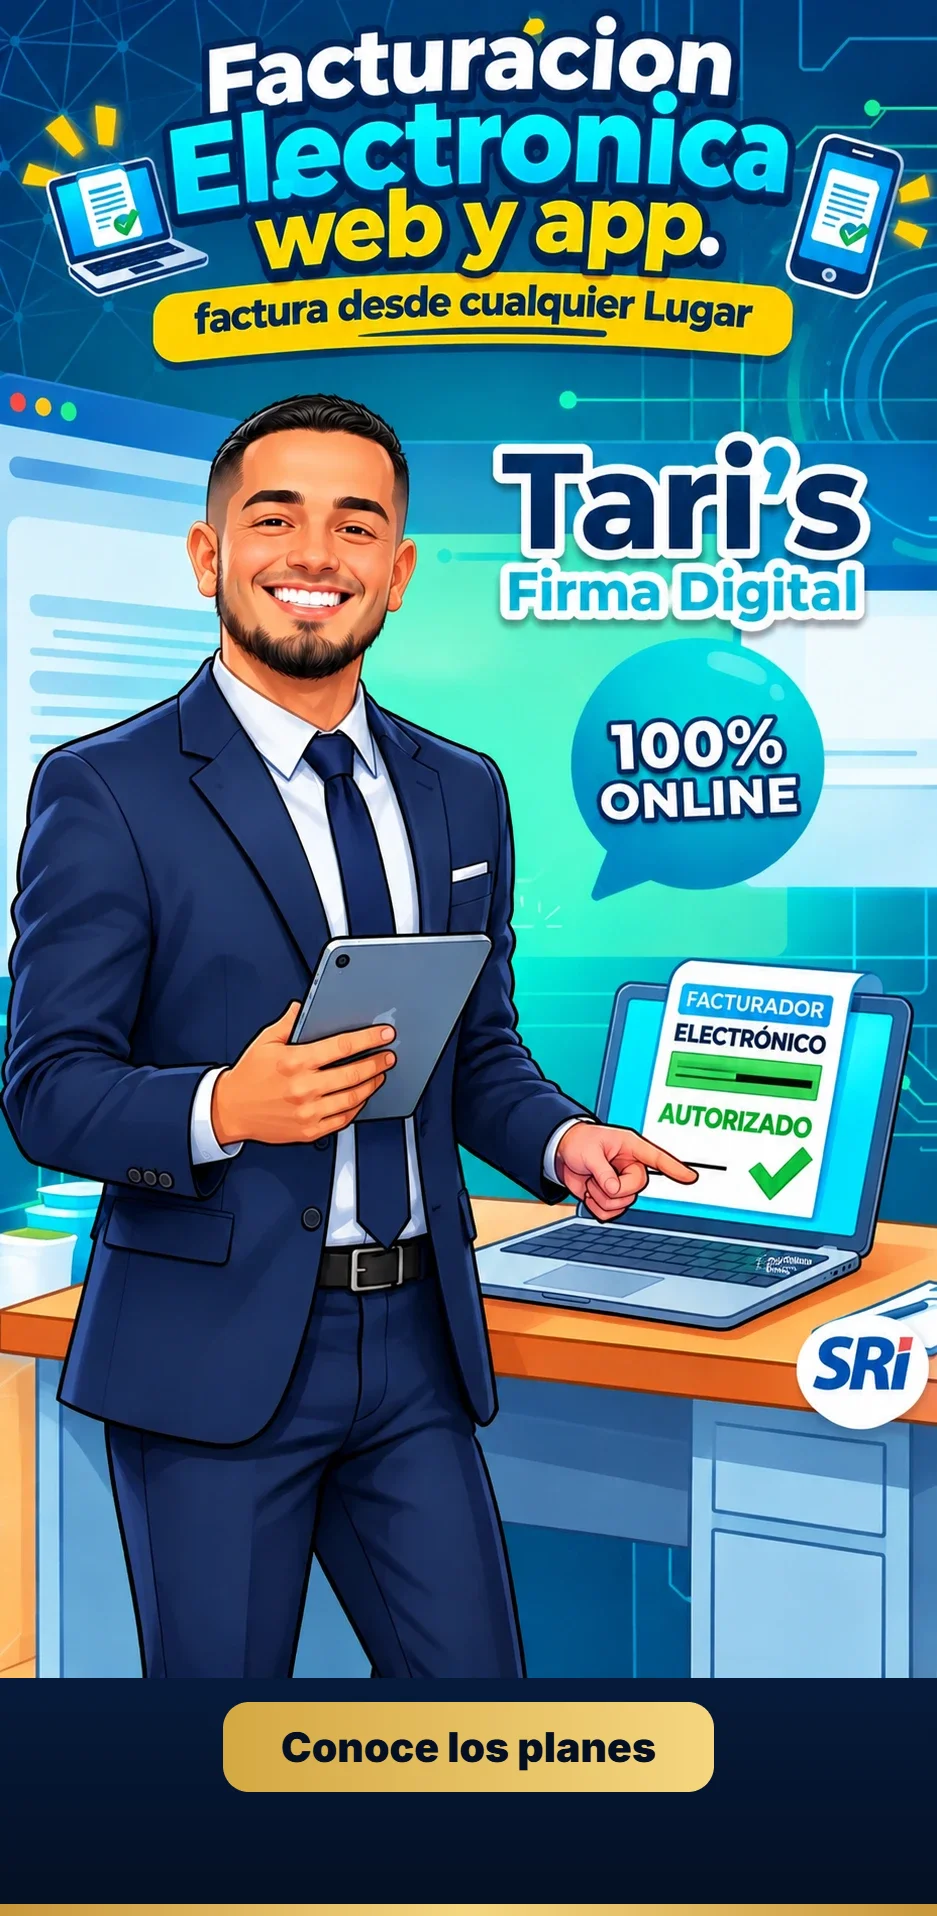 Facturacion
Electronica
web y app.
factura desde cualquier Lugar
Tari's
Firma Digital
100%
ONLINE
FACTURADOR
ELECTRÓNICO
AUTORIZADO
SRi
Conoce los planes